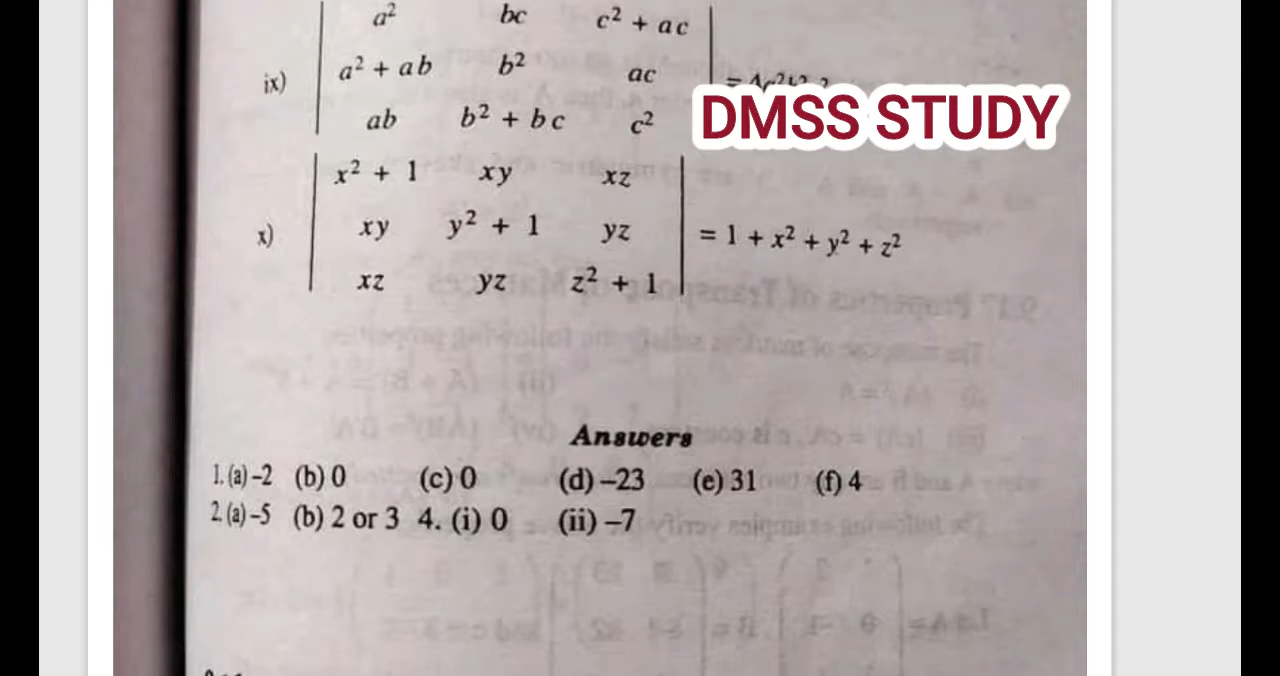 a² bc c² + ac
ix) a² + ab b² ac =
ab b² + bc c²
DMSS STUDY
x² + 1 xy xz
x) xy y² + 1 yz = 1 + x² + y² + z²
xz yz z² + 1
Answers
1. (a) –2 (b) 0 (c) 0 (d) –23 (e) 31 (f) 4
2. (a) –5 (b) 2 or 3 4. (i) 0 (ii) –7